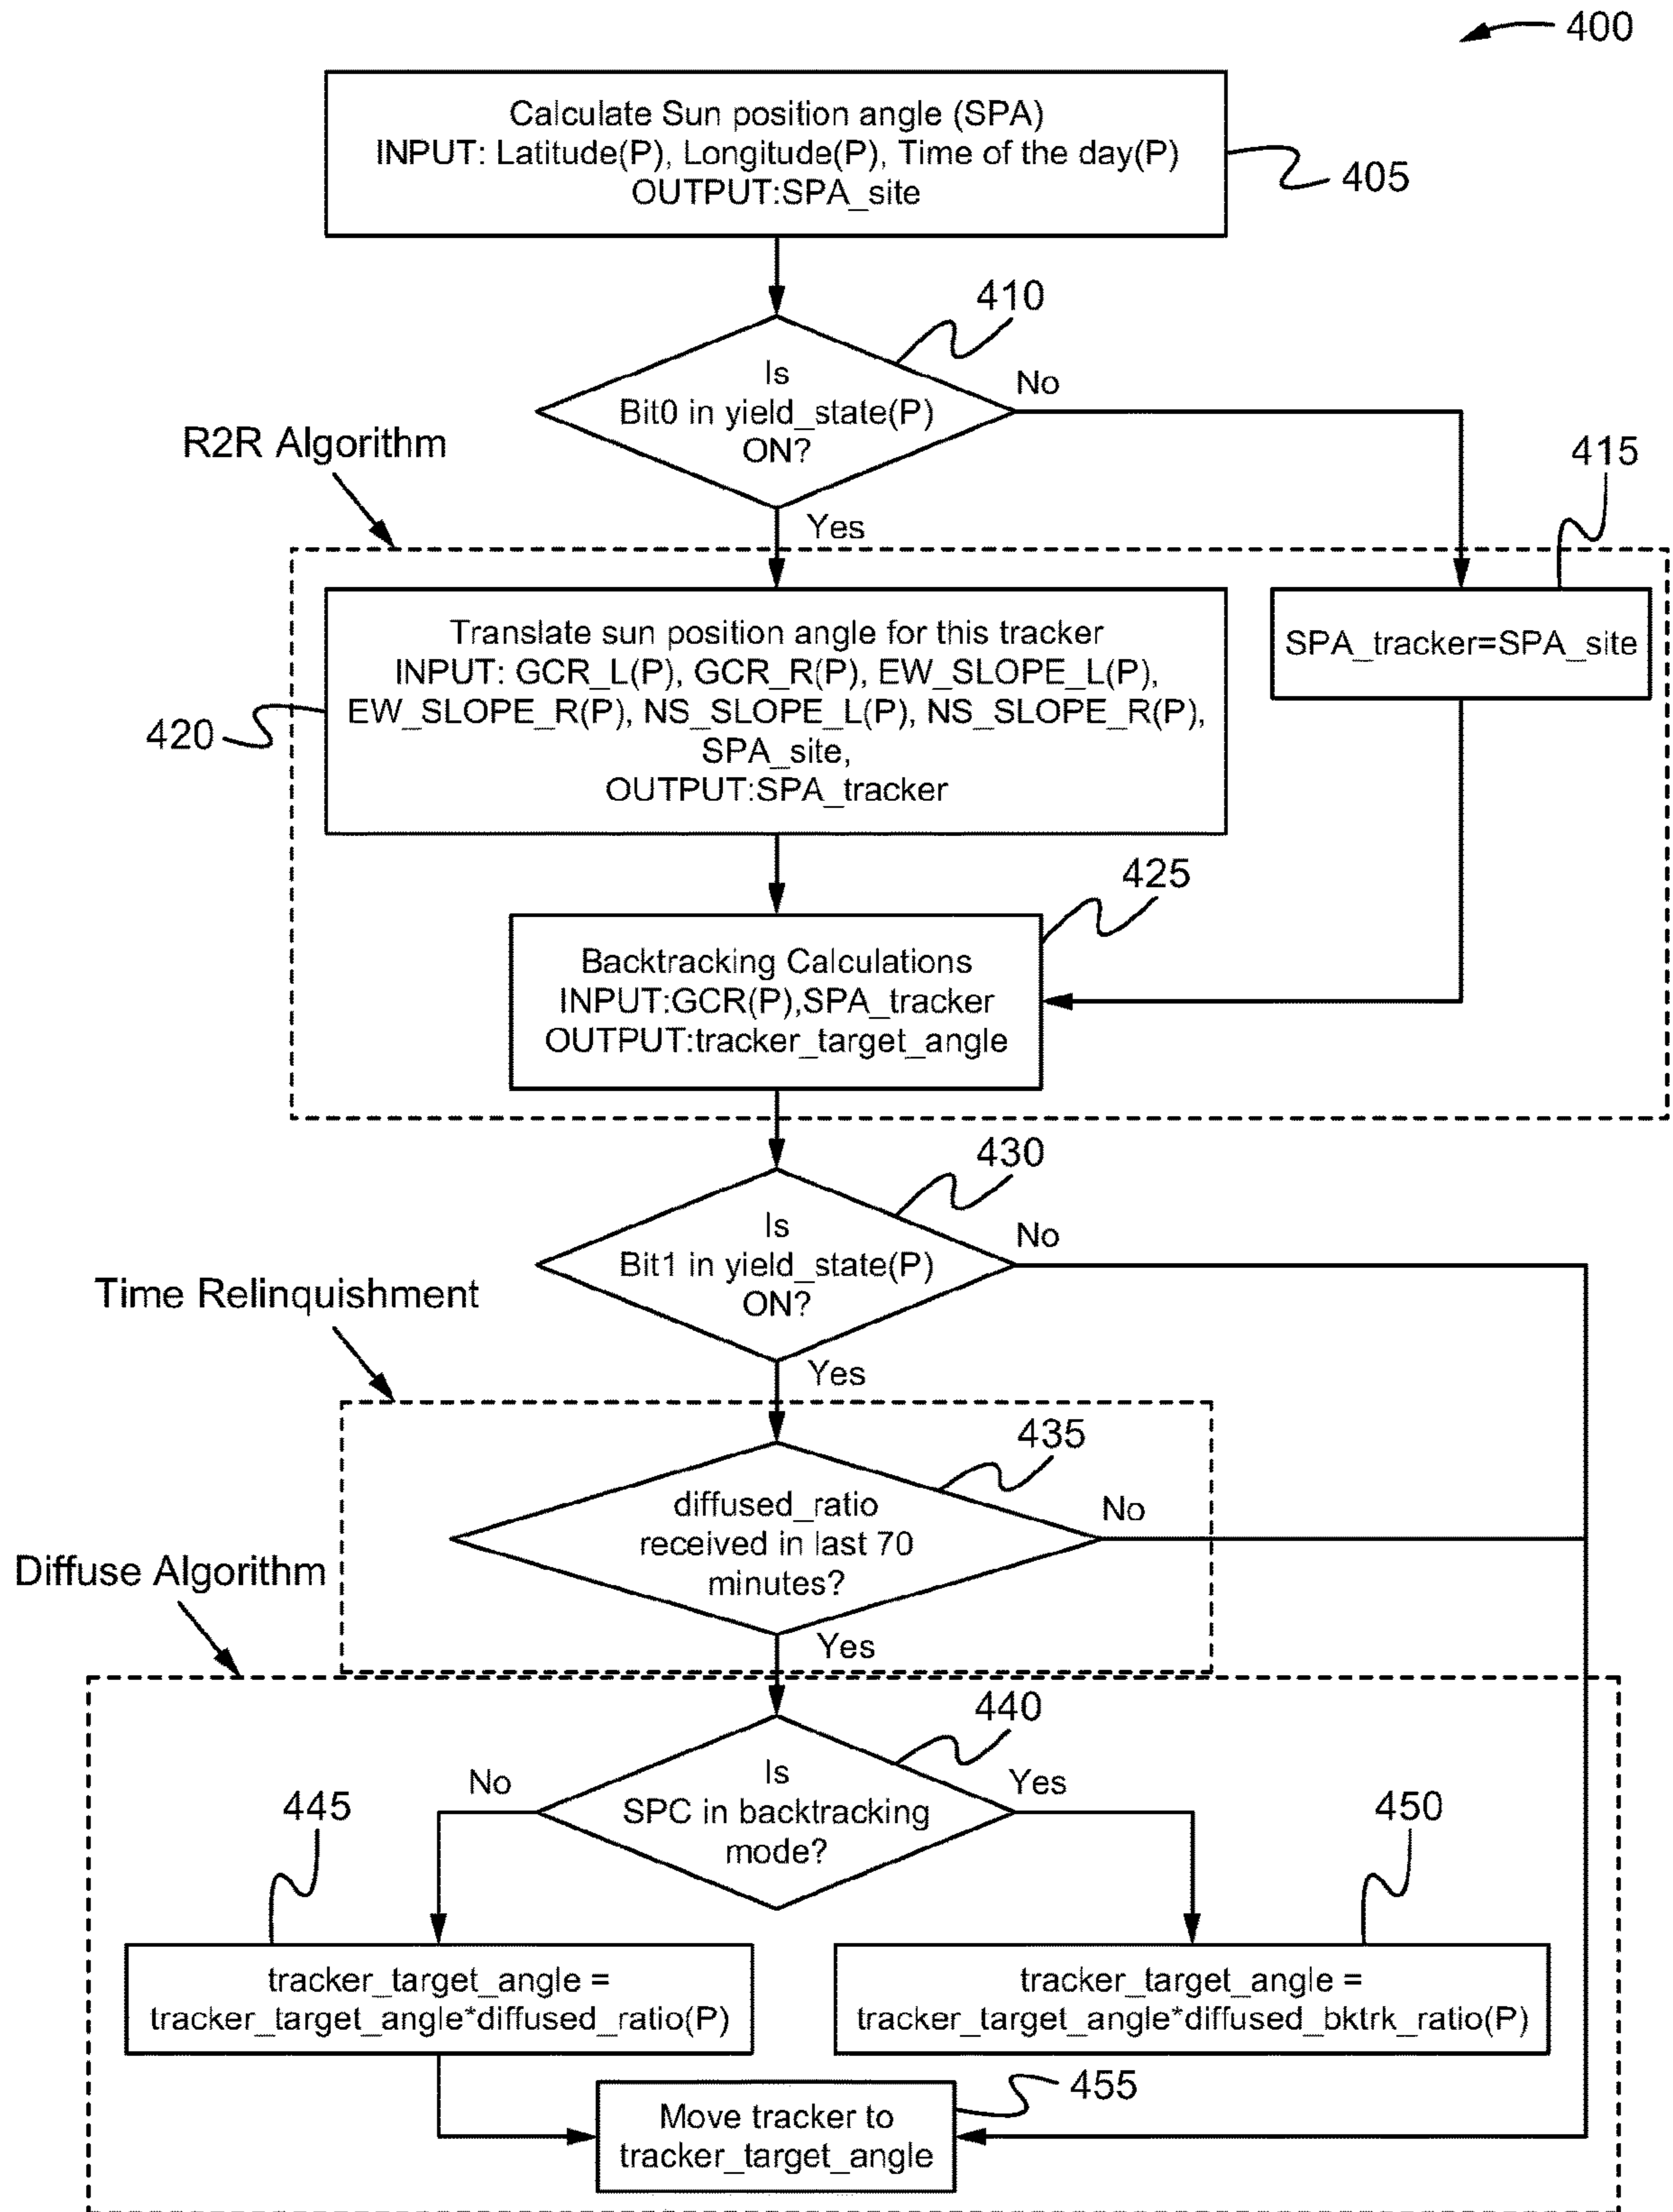 400
Calculate Sun position angle (SPA)
INPUT: Latitude(P), Longitude(P), Time of the day(P)
OUTPUT:SPA_site
405
410
Is
Bit0 in yield_state(P)
ON?
No
R2R Algorithm
415
Yes
Translate sun position angle for this tracker
INPUT: GCR_L(P), GCR_R(P), EW_SLOPE_L(P),
EW_SLOPE_R(P), NS_SLOPE_L(P), NS_SLOPE_R(P),
SPA_site,
OUTPUT:SPA_tracker
SPA_tracker=SPA_site
420
425
Backtracking Calculations
INPUT:GCR(P),SPA_tracker
OUTPUT:tracker_target_angle
430
Is
Bit1 in yield_state(P)
ON?
No
Time Relinquishment
Yes
435
diffused_ratio
received in last 70
minutes?
No
Diffuse Algorithm
Yes
440
Is
SPC in backtracking
mode?
No
Yes
445
450
tracker_target_angle =
tracker_target_angle*diffused_ratio(P)
tracker_target_angle =
tracker_target_angle*diffused_bktrk_ratio(P)
455
Move tracker to
tracker_target_angle